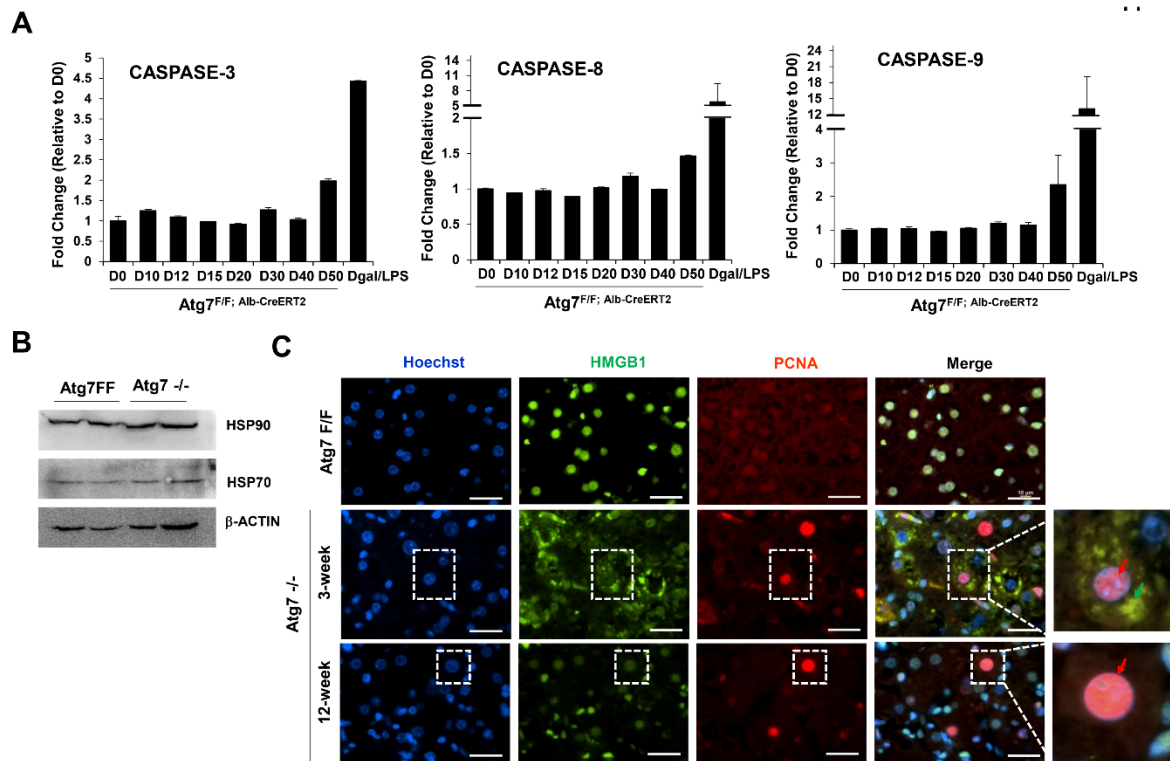 A
CASPASE-3
Fold Change (Relative to D0)
5
4.5
4
3.5
3
2.5
2
1.5
1
0.5
0
D0 D10 D12 D15 D20 D30 D40 D50 Dgal/LPS
Atg7F/F; Alb-CreERT2
CASPASE-8
Fold Change (Relative to D0)
14
12
10
8
5
2
1.5
1
0.5
0
D0 D10 D12 D15 D20 D30 D40 D50 Dgal/LPS
Atg7F/F; Alb-CreERT2
CASPASE-9
Fold Change (Relative to D0)
24
21
18
15
12
4
3
2
1
0
D0 D10 D12 D15 D20 D30 D40 D50 Dgal/LPS
Atg7F/F; Alb-CreERT2
B
Atg7FF Atg7 -/-
HSP90
HSP70
β-ACTIN
C
Hoechst HMGB1 PCNA Merge
Atg7 F/F
10 µm
Atg7 -/-
3-week
12-week